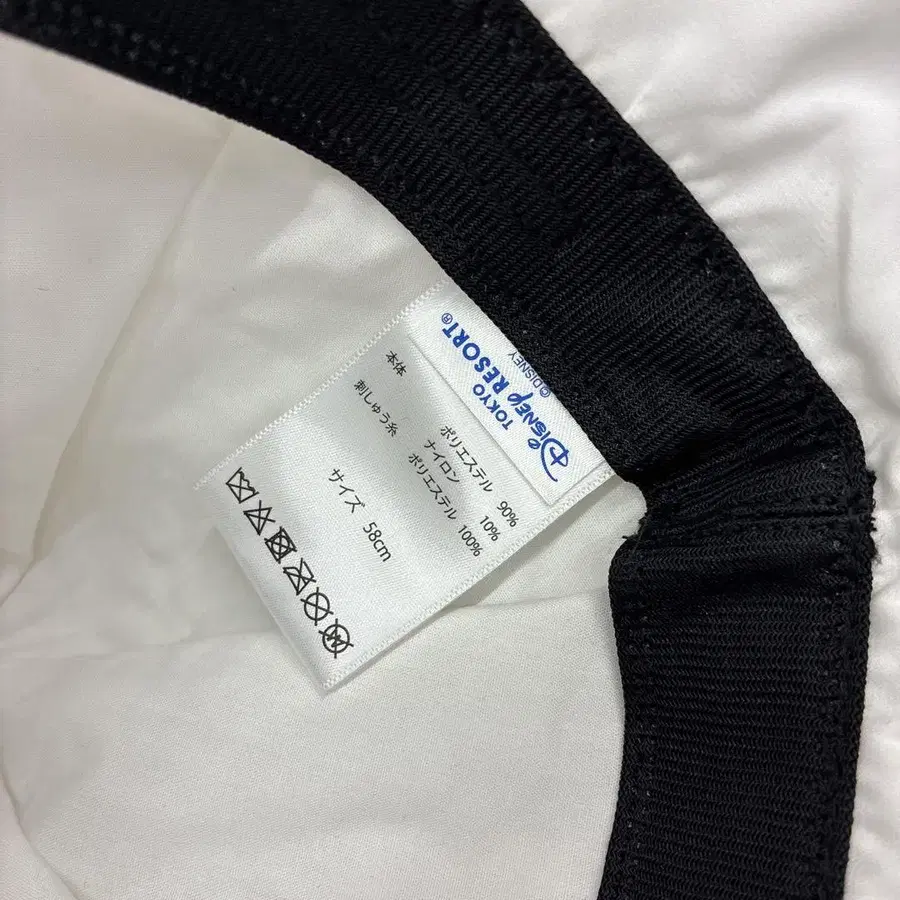 TOKYO
DISNEY RESORT®
©DISNEY
本体 ポリエステル 90%
ナイロン 10%
刺しゅう糸 ポリエステル 100%
サイズ 58cm